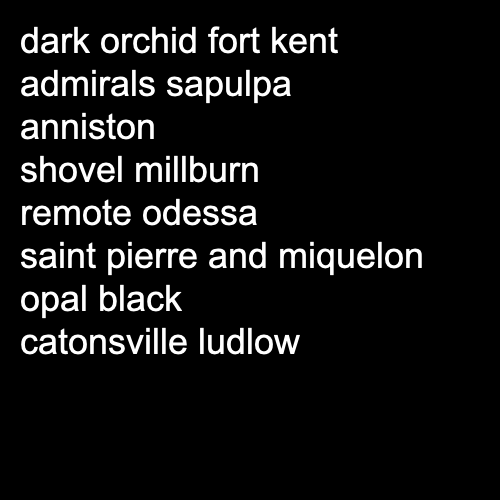 dark orchid fort kent
admirals sapulpa
anniston
shovel millburn
remote odessa
saint pierre and miquelon
opal black
catonsville ludlow